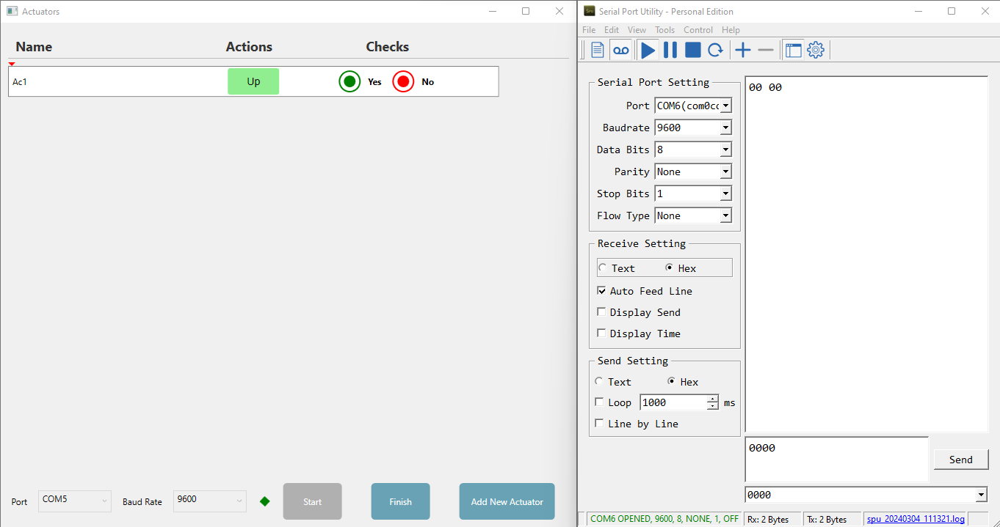 Actuators
Name Actions Checks
Ac1 Up Yes No
Port COM5 Baud Rate 9600 Start Finish Add New Actuator
Serial Port Utility - Personal Edition
File Edit View Tools Control Help
Serial Port Setting
Port COM6(com0cc
Baudrate 9600
Data Bits 8
Parity None
Stop Bits 1
Flow Type None
Receive Setting
Text Hex
Auto Feed Line
Display Send
Display Time
Send Setting
Text Hex
Loop 1000 ms
Line by Line
00 00
0000
Send
0000
COM6 OPENED, 9600, 8, NONE, 1, OFF Rx: 2 Bytes Tx: 2 Bytes spu_20240304_111321.log